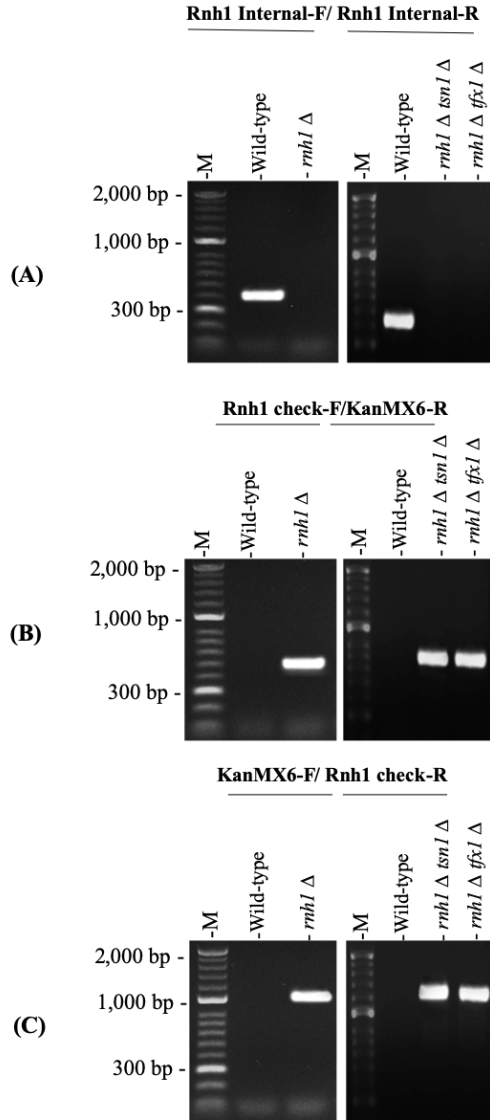 Rnh1 Internal-F/ Rnh1 Internal-R
-M
-Wild-type
- rnh1 Δ
-M
-Wild-type
- rnh1 Δ tsn1 Δ
- rnh1 Δ tfx1 Δ
2,000 bp -
1,000 bp -
(A)
300 bp -
Rnh1 check-F/KanMX6-R
-M
-Wild-type
- rnh1 Δ
-M
-Wild-type
- rnh1 Δ tsn1 Δ
- rnh1 Δ tfx1 Δ
2,000 bp -
1,000 bp -
(B)
300 bp -
KanMX6-F/ Rnh1 check-R
-M
-Wild-type
- rnh1 Δ
-M
-Wild-type
- rnh1 Δ tsn1 Δ
- rnh1 Δ tfx1 Δ
2,000 bp -
1,000 bp -
(C)
300 bp -